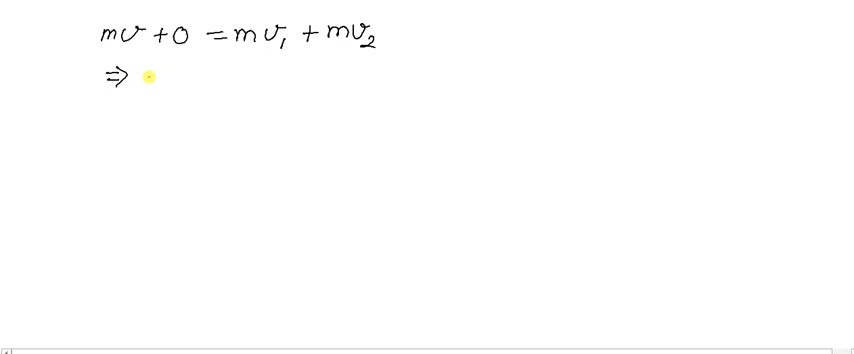 mv + 0 = mv₁ + mv₂
⇒